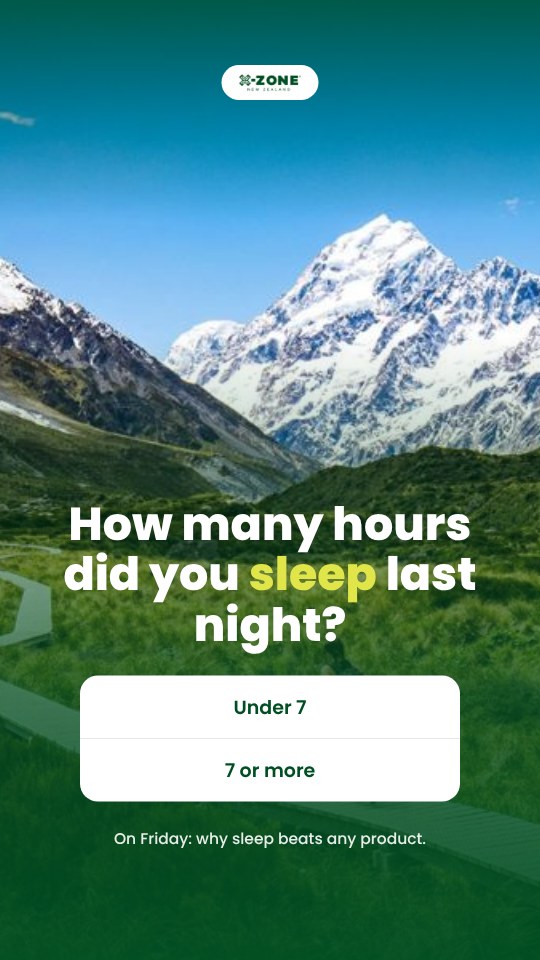 X-ZONE
NEW ZEALAND
How many hours
did you sleep last
night?
Under 7
7 or more
On Friday: why sleep beats any product.